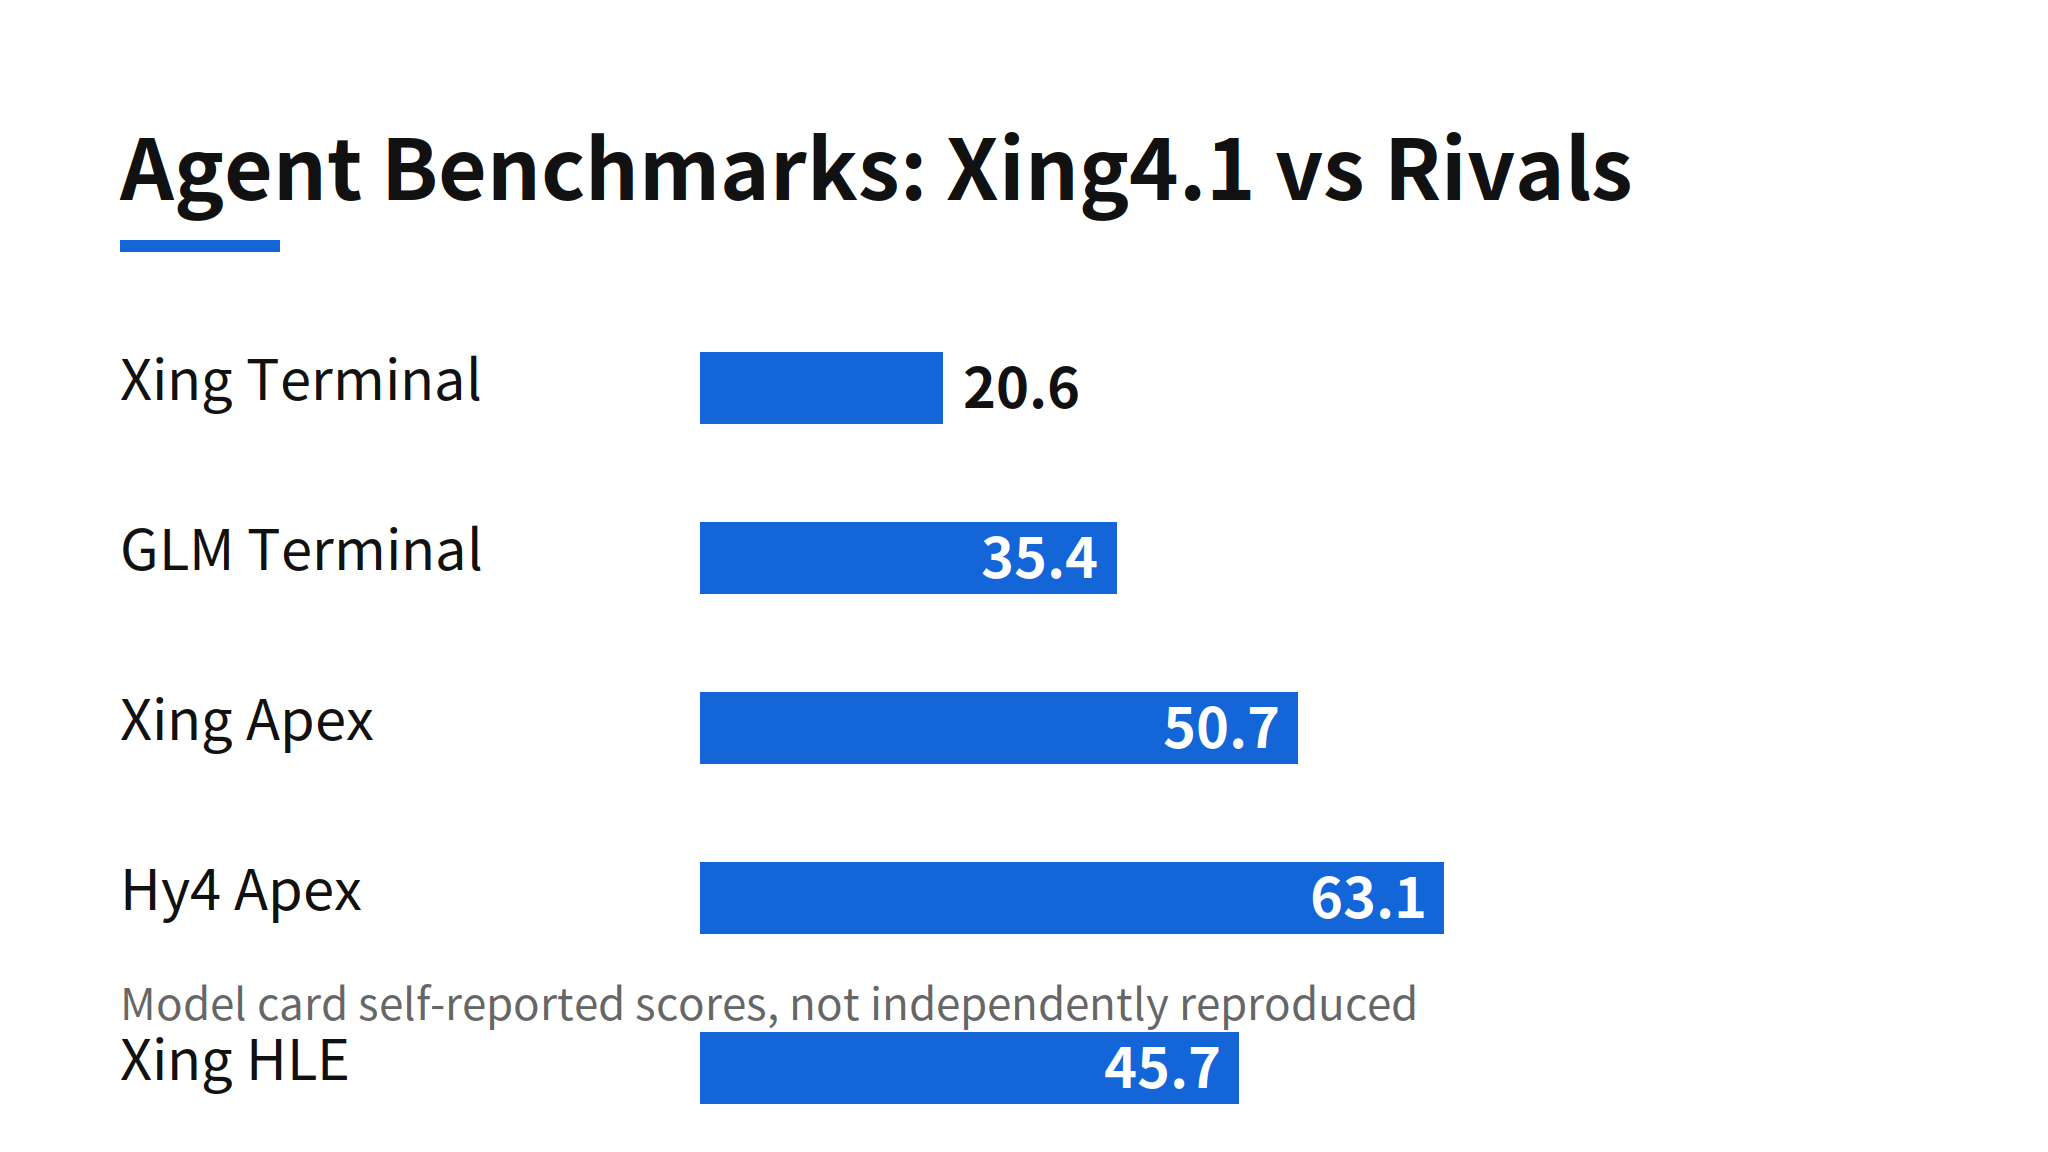 Agent Benchmarks: Xing4.1 vs Rivals
Xing Terminal 20.6
GLM Terminal 35.4
Xing Apex 50.7
Hy4 Apex 63.1
Model card self-reported scores, not independently reproduced
Xing HLE 45.7